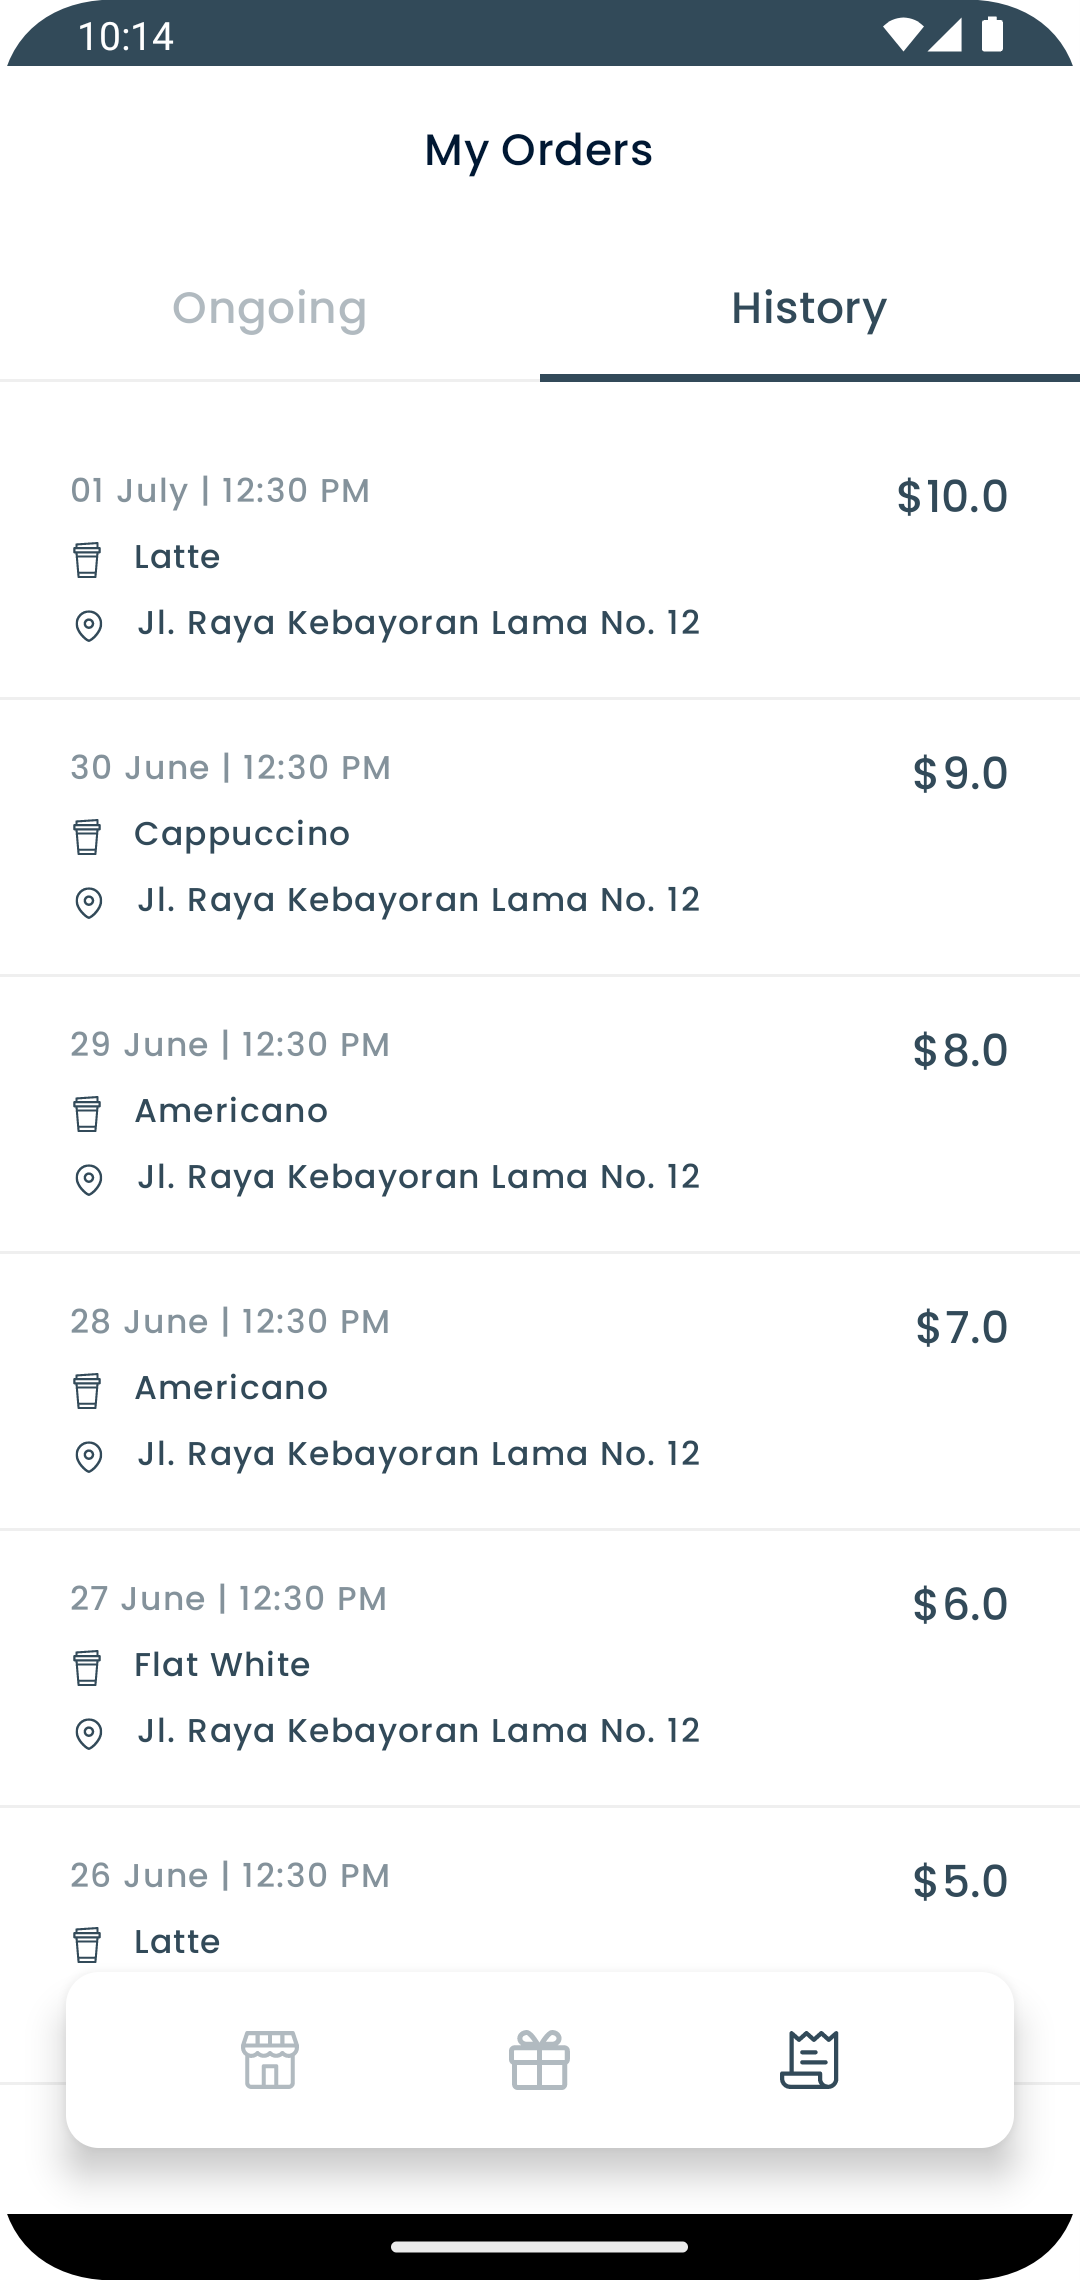 10:14
My Orders
Ongoing
History
01 July | 12:30 PM
$10.0
Latte
Jl. Raya Kebayoran Lama No. 12
30 June | 12:30 PM
$9.0
Cappuccino
Jl. Raya Kebayoran Lama No. 12
29 June | 12:30 PM
$8.0
Americano
Jl. Raya Kebayoran Lama No. 12
28 June | 12:30 PM
$7.0
Americano
Jl. Raya Kebayoran Lama No. 12
27 June | 12:30 PM
$6.0
Flat White
Jl. Raya Kebayoran Lama No. 12
26 June | 12:30 PM
$5.0
Latte